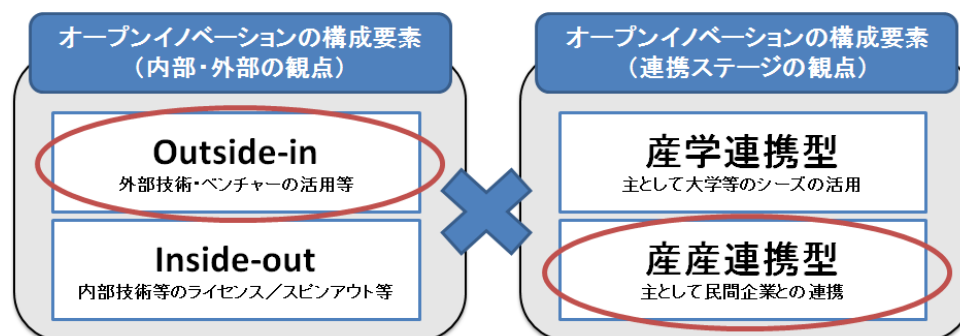 オープンイノベーションの構成要素
(内部・外部の観点)
Outside-in
外部技術・ベンチャーの活用等
Inside-out
内部技術等のライセンス／スピンアウト等
オープンイノベーションの構成要素
(連携ステージの観点)
産学連携型
主として大学等のシーズの活用
産産連携型
主として民間企業との連携